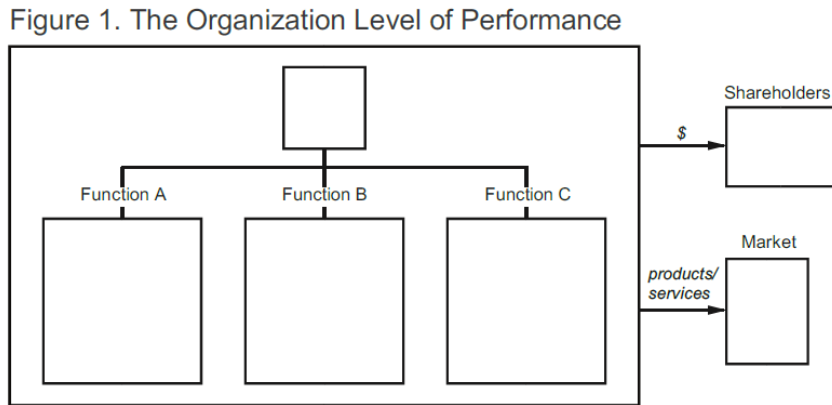 Figure 1. The Organization Level of Performance
Shareholders
$
Function A
Function B
Function C
Market
products/
services